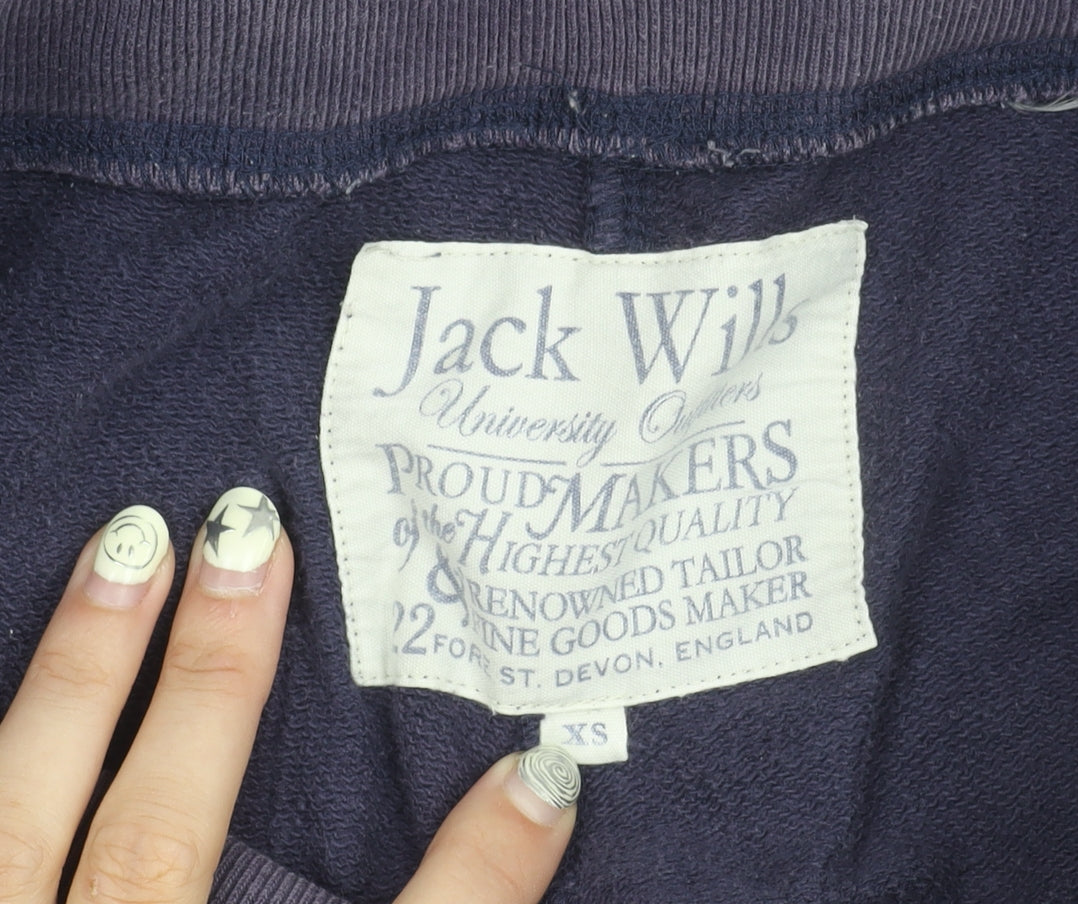 Jack Wills
University Outfitters
PROUD MAKERS
of the HIGHEST QUALITY
& RENOWNED TAILOR
FINE GOODS MAKER
22 FORE ST. DEVON, ENGLAND
XS